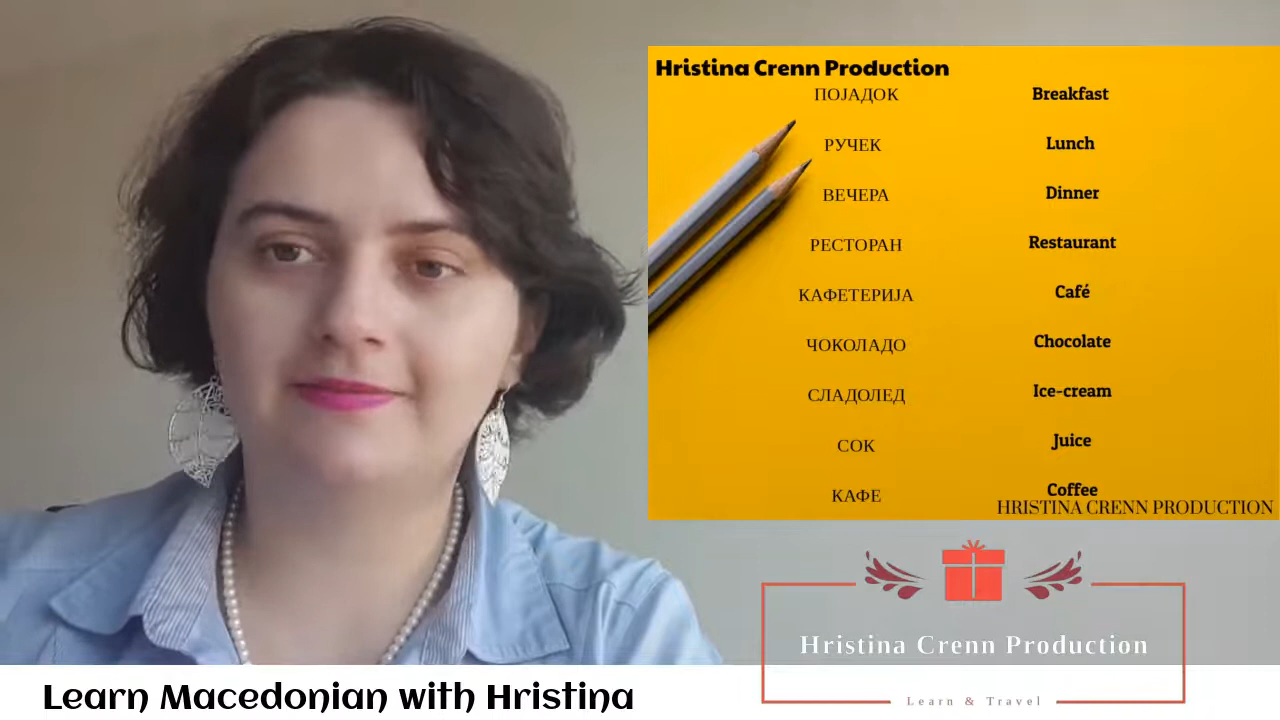 Hristina Crenn Production
ПОЈАДОК Breakfast
РУЧЕК Lunch
ВЕЧЕРА Dinner
РЕСТОРАН Restaurant
КАФЕТЕРИЈА Café
ЧОКОЛАДО Chocolate
СЛАДОЛЕД Ice-cream
СОК Juice
КАФЕ Coffee
HRISTINA CRENN PRODUCTION
Hristina Crenn Production
Learn & Travel
Learn Macedonian with Hristina